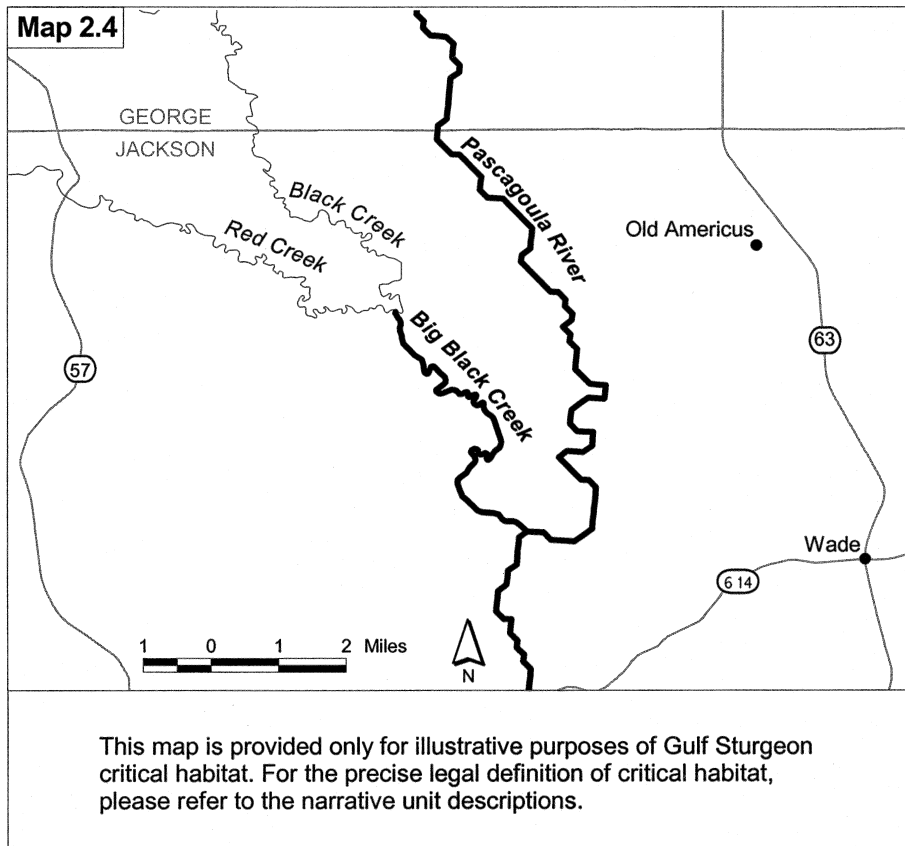 Map 2.4
GEORGE
JACKSON
Pascagoula River
Black Creek
Old Americus
Red Creek
Big Black Creek
63
57
Wade
6 14
1 0 1 2 Miles
N
This map is provided only for illustrative purposes of Gulf Sturgeon
critical habitat. For the precise legal definition of critical habitat,
please refer to the narrative unit descriptions.